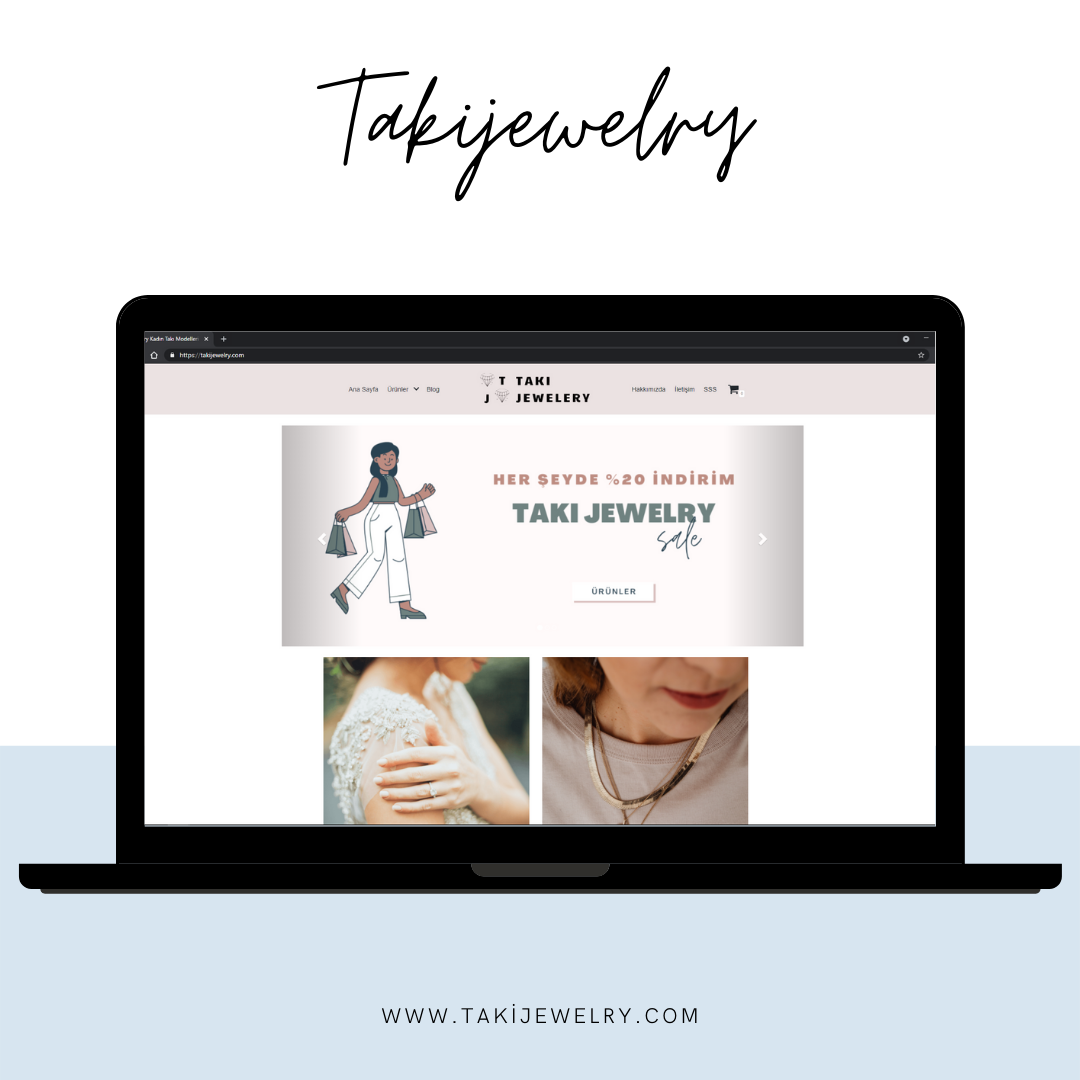 Takijewelry
ry Kadın Takı Modelleri
https://takijewelry.com
Ana Sayfa Ürünler Blog
T TAKI
J JEWELERY
Hakkımızda İletişim SSS
HER ŞEYDE %20 İNDİRİM
TAKI JEWELRY
sale
ÜRÜNLER
WWW.TAKİJEWELRY.COM